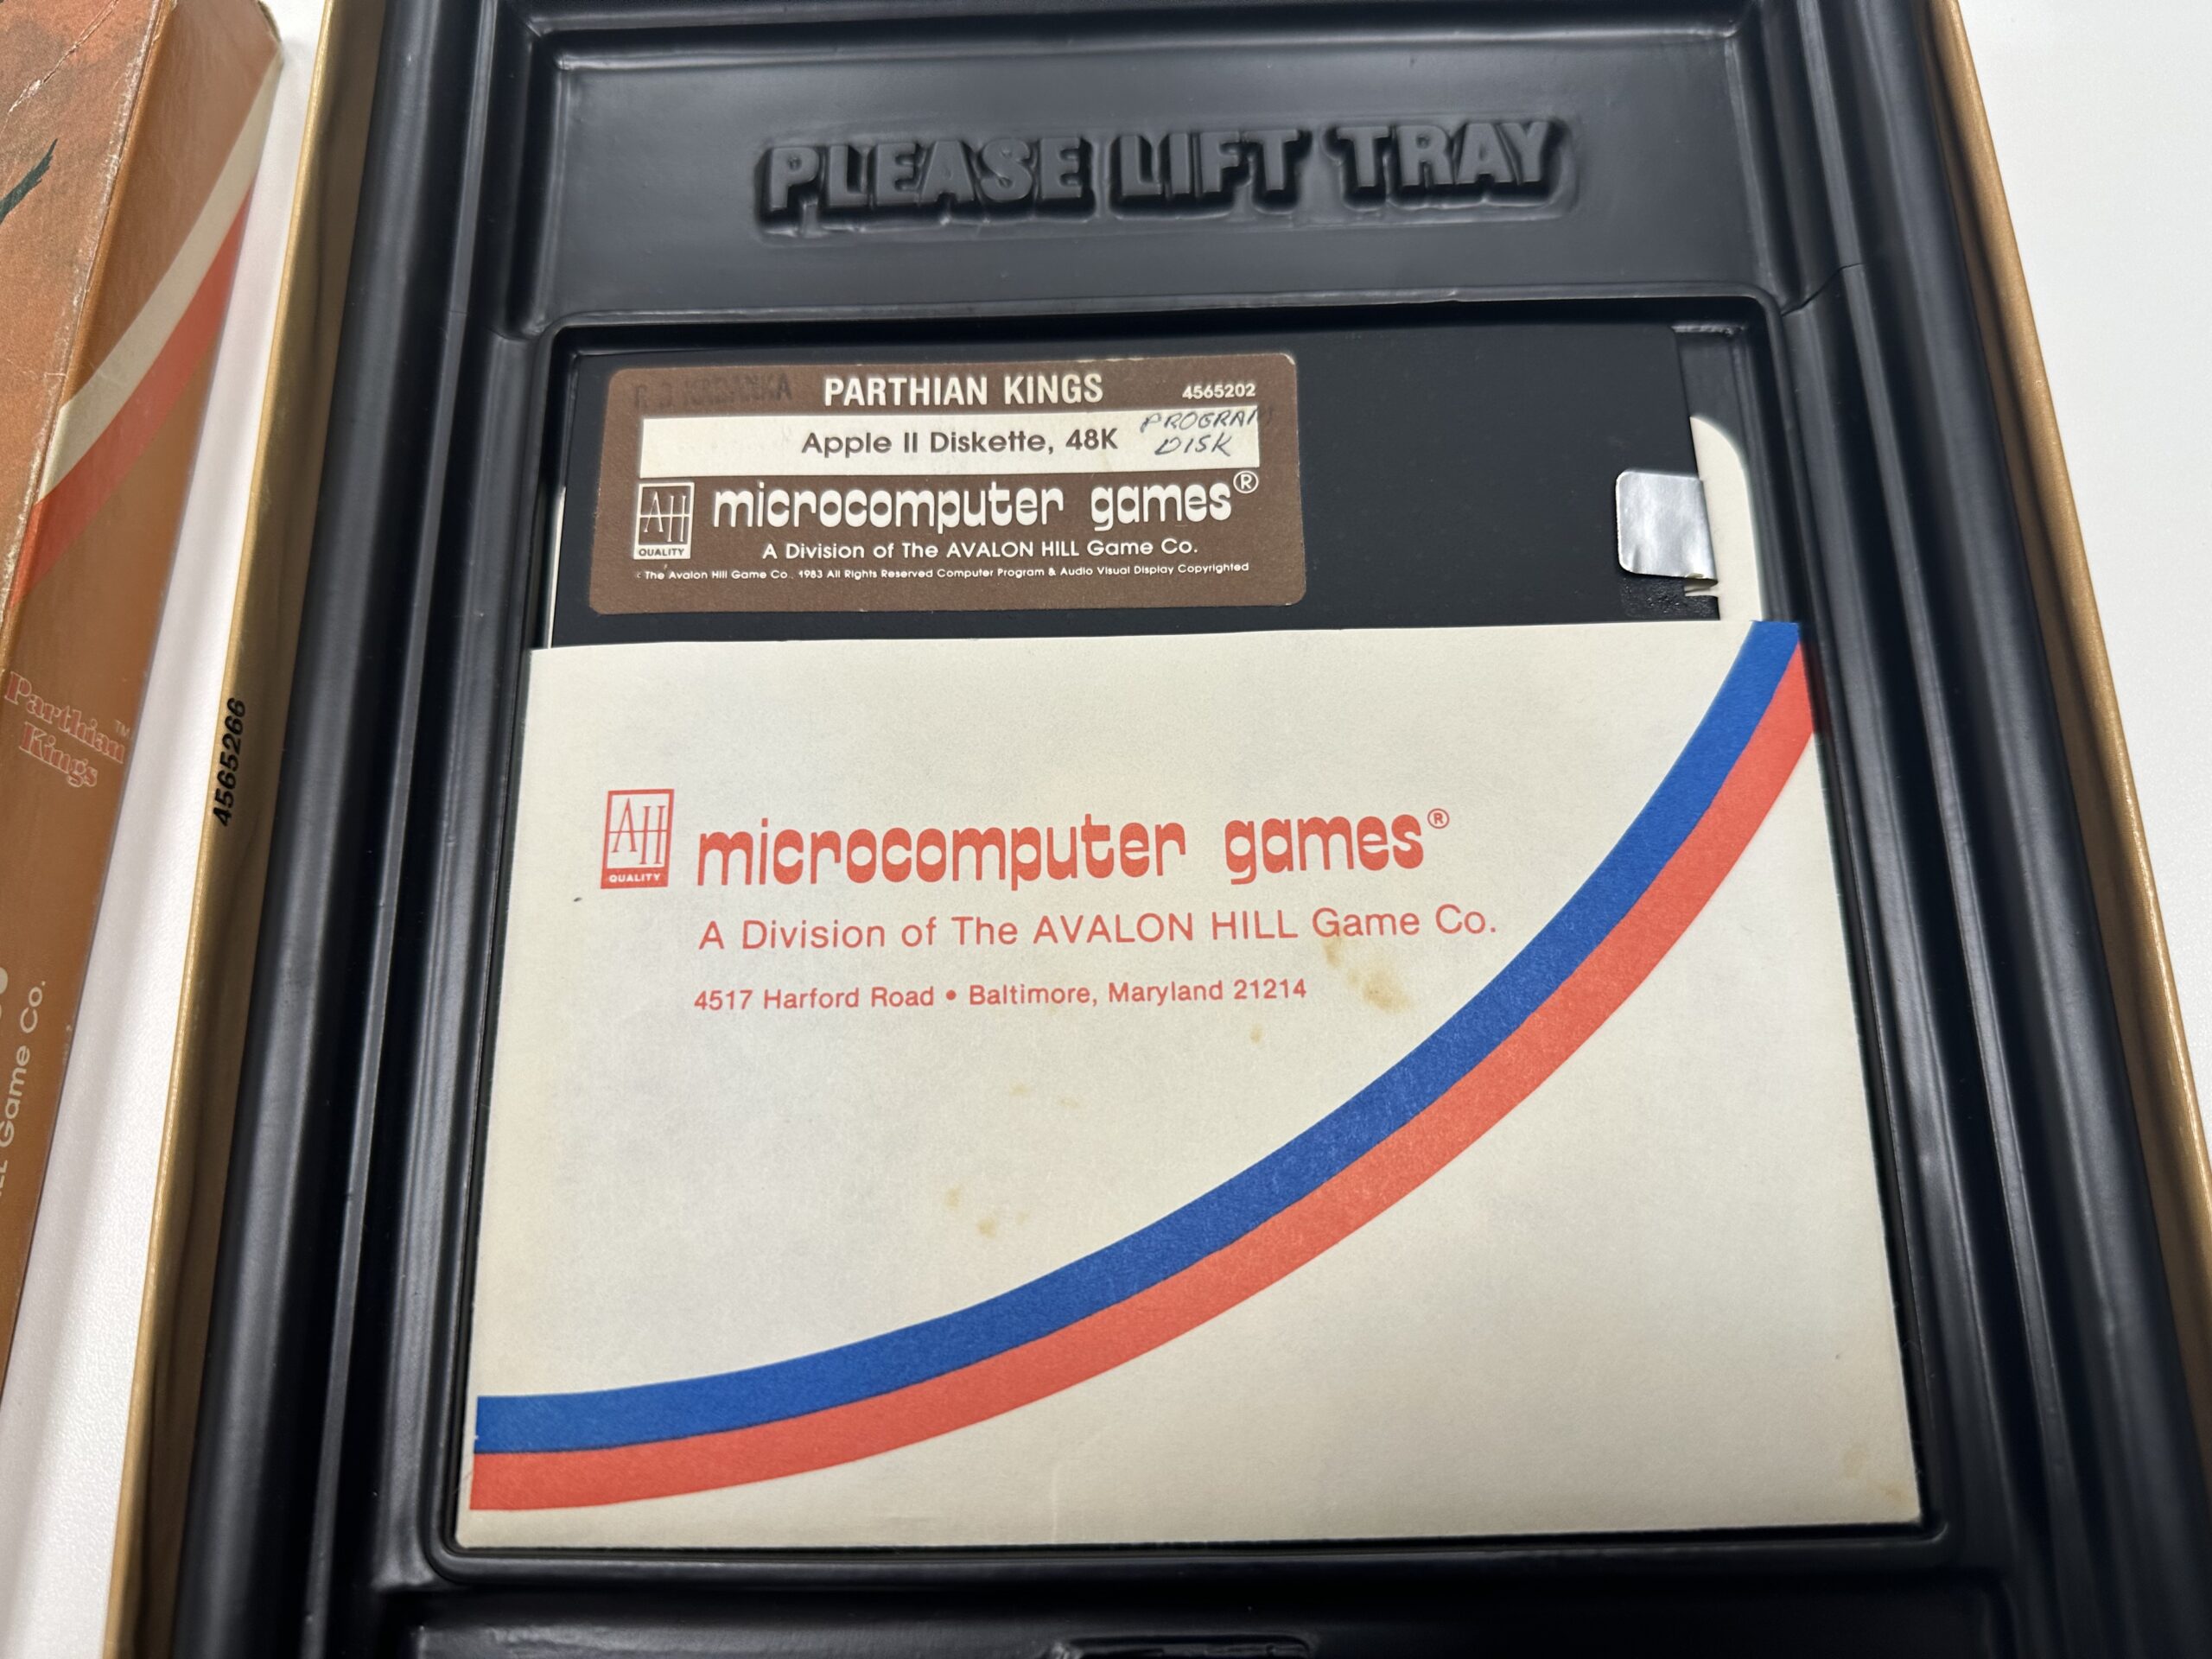 PLEASE LIFT TRAY
PARTHIAN KINGS 4565202
Apple II Diskette, 48K PROGRAM
DISK
AH
QUALITY
microcomputer games®
A Division of The AVALON HILL Game Co.
The Avalon Hill Game Co. 1983 All Rights Reserved Computer Program & Audio Visual Display Copyrighted
AH
QUALITY
microcomputer games®
A Division of The AVALON HILL Game Co.
4517 Harford Road • Baltimore, Maryland 21214
4565266
Parthian™
Kings
Game Co.